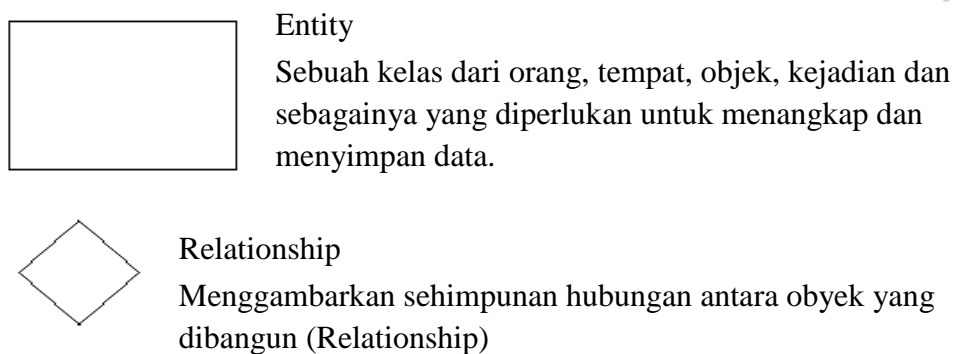 Entity
Sebuah kelas dari orang, tempat, objek, kejadian dan
sebagainya yang diperlukan untuk menangkap dan
menyimpan data.
Relationship
Menggambarkan sehimpunan hubungan antara obyek yang
dibangun (Relationship)